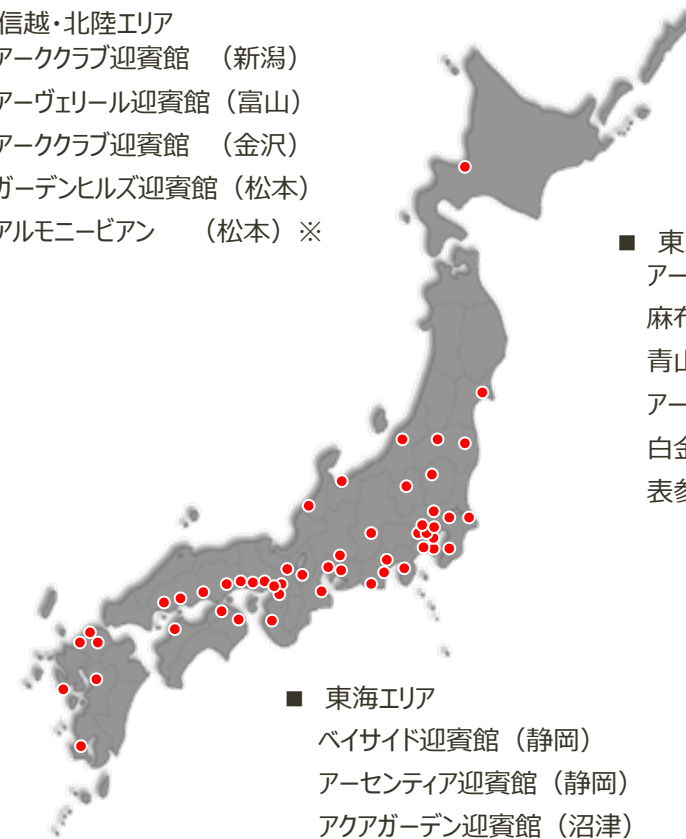 信越・北陸エリア
アーククラブ迎賓館 (新潟)
アーヴェリール迎賓館(富山)
アーククラブ迎賓館 (金沢)
ガーデンヒルズ迎賓館(松本)
アルモニービアン (松本)※
■ 東
アー
麻布
青山
アー
白金
表参
■ 東海エリア
ベイサイド迎賓館(静岡)
アーセンティア迎賓館(静岡)
アクアガーデン迎賓館(沼津)